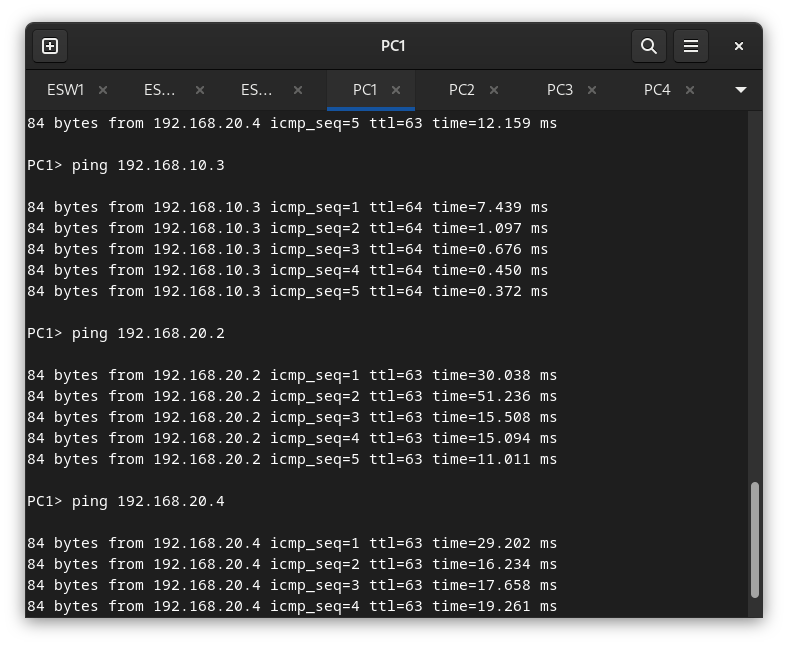 PC1
ESW1 ES... ES... PC1 PC2 PC3 PC4
84 bytes from 192.168.20.4 icmp_seq=5 ttl=63 time=12.159 ms
PC1> ping 192.168.10.3
84 bytes from 192.168.10.3 icmp_seq=1 ttl=64 time=7.439 ms
84 bytes from 192.168.10.3 icmp_seq=2 ttl=64 time=1.097 ms
84 bytes from 192.168.10.3 icmp_seq=3 ttl=64 time=0.676 ms
84 bytes from 192.168.10.3 icmp_seq=4 ttl=64 time=0.450 ms
84 bytes from 192.168.10.3 icmp_seq=5 ttl=64 time=0.372 ms
PC1> ping 192.168.20.2
84 bytes from 192.168.20.2 icmp_seq=1 ttl=63 time=30.038 ms
84 bytes from 192.168.20.2 icmp_seq=2 ttl=63 time=51.236 ms
84 bytes from 192.168.20.2 icmp_seq=3 ttl=63 time=15.508 ms
84 bytes from 192.168.20.2 icmp_seq=4 ttl=63 time=15.094 ms
84 bytes from 192.168.20.2 icmp_seq=5 ttl=63 time=11.011 ms
PC1> ping 192.168.20.4
84 bytes from 192.168.20.4 icmp_seq=1 ttl=63 time=29.202 ms
84 bytes from 192.168.20.4 icmp_seq=2 ttl=63 time=16.234 ms
84 bytes from 192.168.20.4 icmp_seq=3 ttl=63 time=17.658 ms
84 bytes from 192.168.20.4 icmp_seq=4 ttl=63 time=19.261 ms